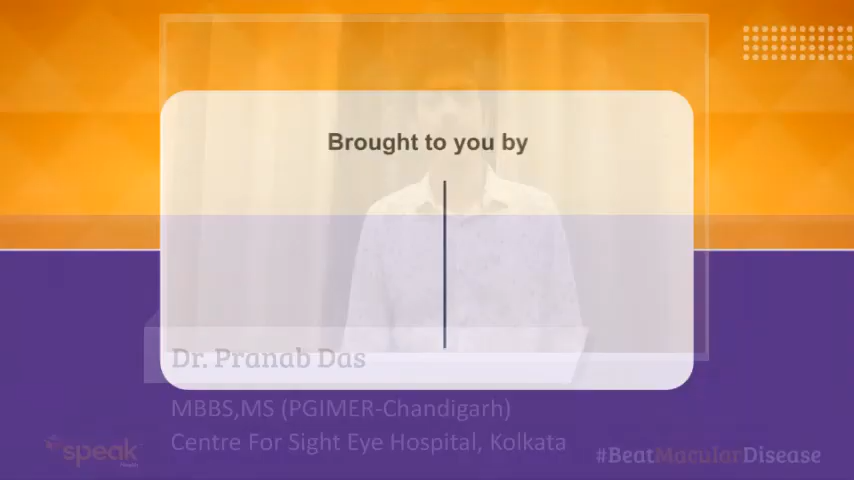 Brought to you by
Dr. Pranab Das
MBBS,MS (PGIMER-Chandigarh)
Centre For Sight Eye Hospital, Kolkata
speak
#BeatMacularDisease